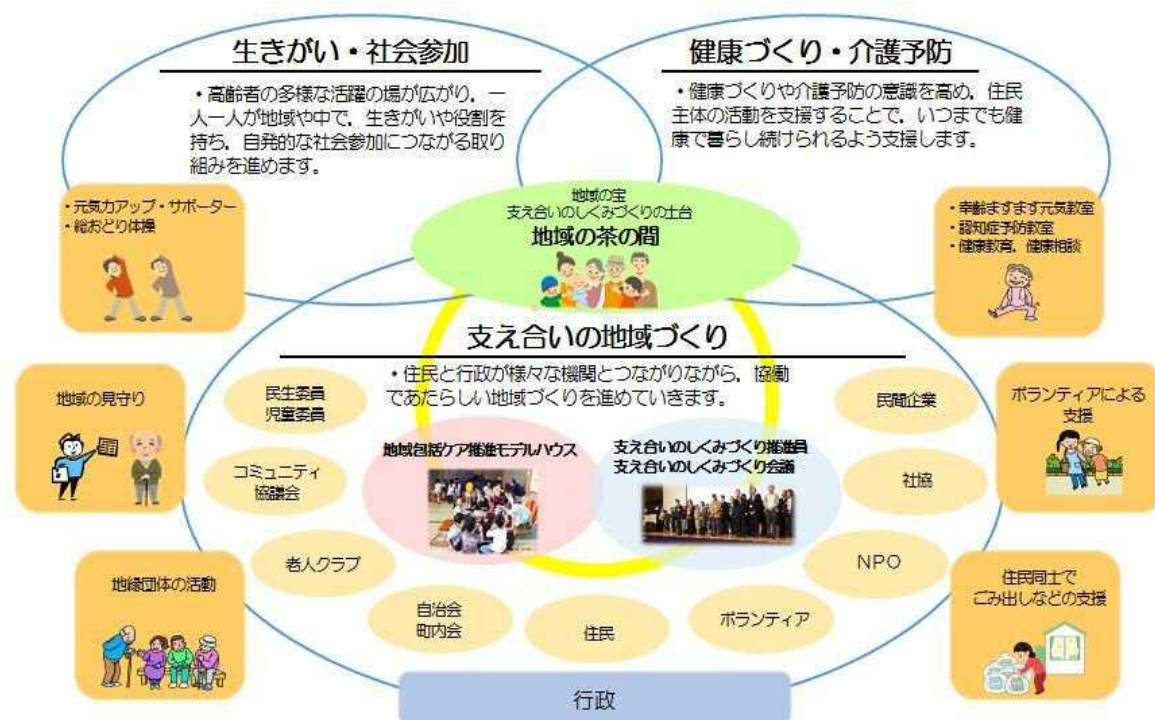 生きがい・社会参加
・高齢者の多様な活躍の場が広がり，一
人一人が地域や中で，生きがいや役割を
持ち，自発的な社会参加につながる取り
組みを進めます。
健康づくり・介護予防
・健康づくりや介護予防の意識を高め，住民
主体の活動を支援することで，いつまでも健
康で暮らし続けられるよう支援します。
・元気力アップ・サポーター
・総おどり体操
地域の宝
支え合いのしくみづくりの土台
地域の茶の間
・幸齢ますます元気教室
・認知症予防教室
・健康教育，健康相談
支え合いの地域づくり
・住民と行政が様々な機関とつながりながら，協働
であたらしい地域づくりを進めていきます。
地域の見守り
民生委員
児童委員
民間企業
ボランティアによる
支援
地域包括ケア推進モデルハウス
支え合いのしくみづくり推進員
支え合いのしくみづくり会議
コミュニティ
協議会
社協
老人クラブ
NPO
地縁団体の活動
自治会
町内会
住民
ボランティア
住民同士で
ごみ出しなどの支援
行政